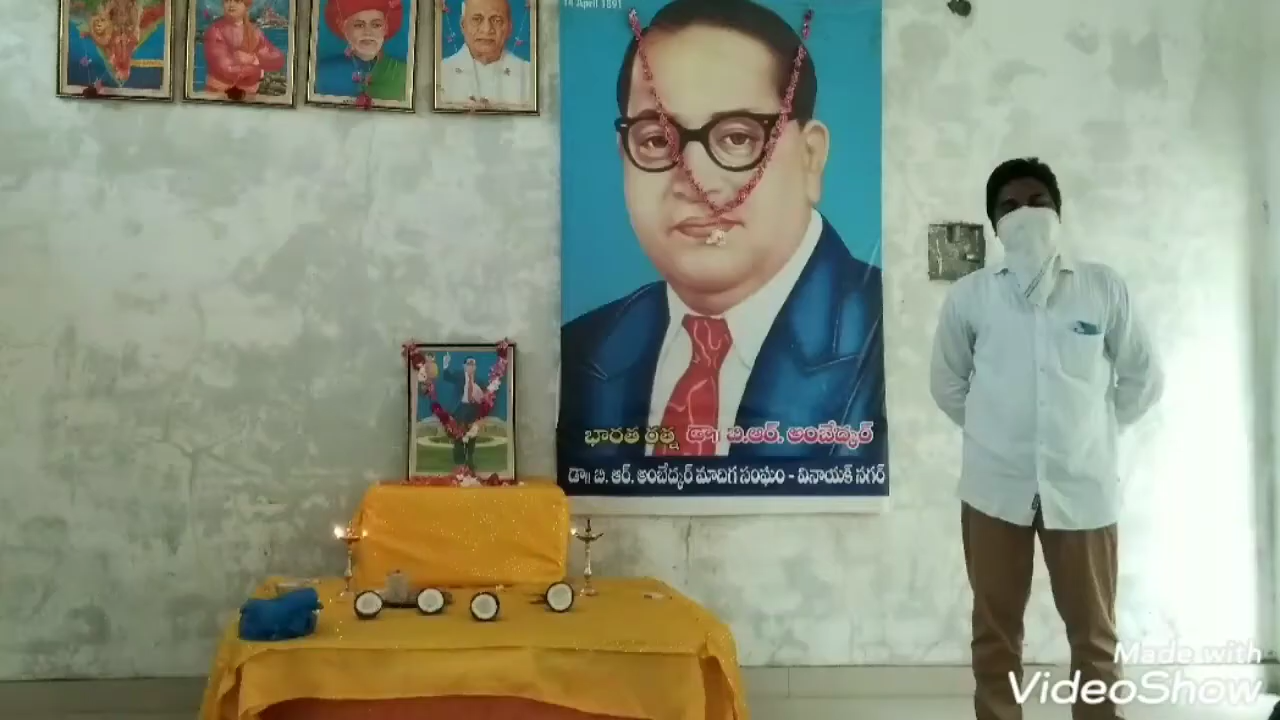 14 April 1891
భారత రత్న డా॥ బి.ఆర్. అంబేద్కర్
డా॥ బి. ఆర్. అంబేద్కర్ మాదిగ సంఘం - వినాయక్ నగర్
Made with
VideoShow